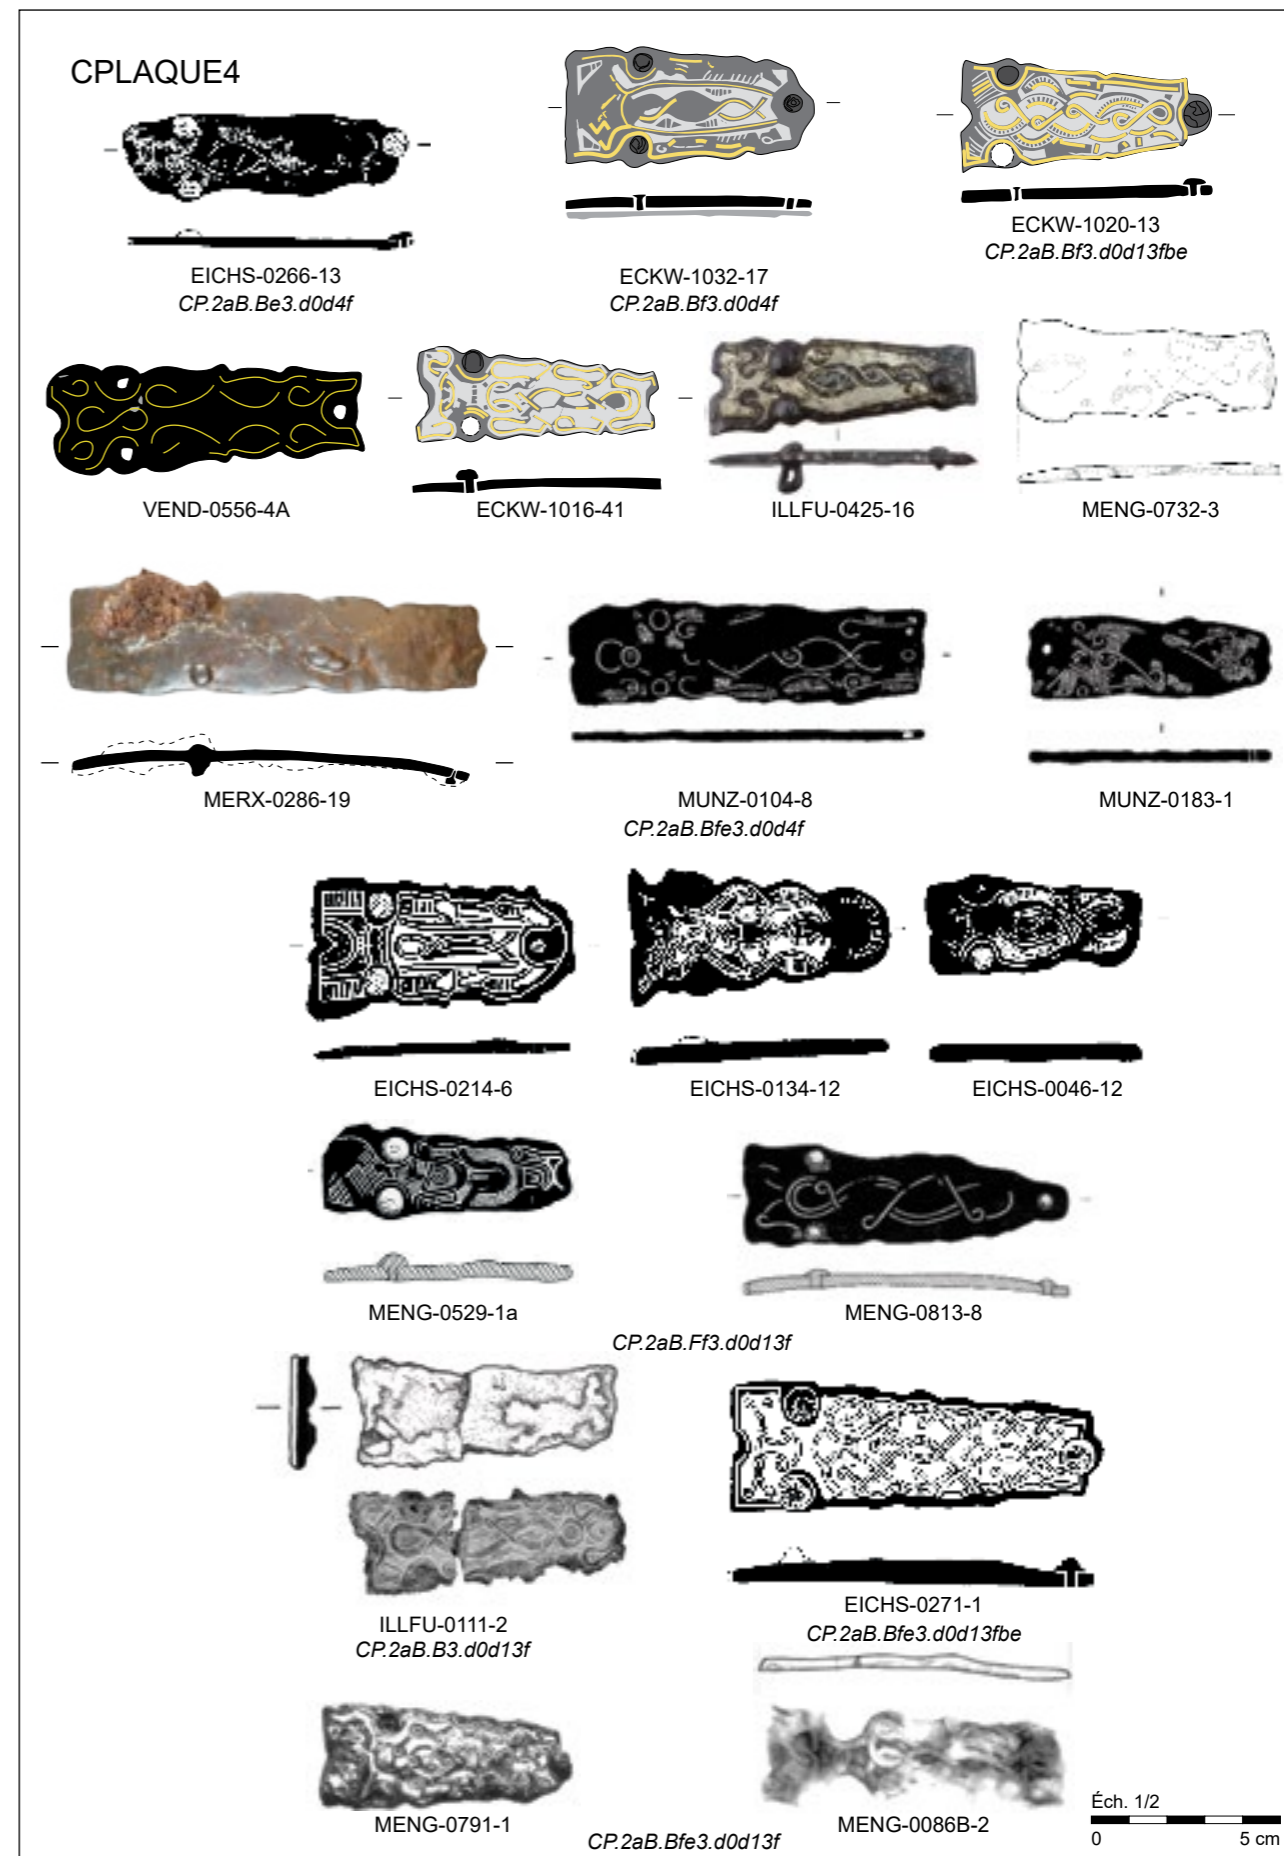 CPLAQUE4
EICHS-0266-13
CP.2aB.Be3.d0d4f
ECKW-1032-17
CP.2aB.Bf3.d0d4f
ECKW-1020-13
CP.2aB.Bf3.d0d13fbe
VEND-0556-4A
ECKW-1016-41
ILLFU-0425-16
MENG-0732-3
MERX-0286-19
MUNZ-0104-8
CP.2aB.Bfe3.d0d4f
MUNZ-0183-1
EICHS-0214-6
EICHS-0134-12
EICHS-0046-12
MENG-0529-1a
MENG-0813-8
CP.2aB.Ff3.d0d13f
ILLFU-0111-2
CP.2aB.B3.d0d13f
EICHS-0271-1
CP.2aB.Bfe3.d0d13fbe
MENG-0791-1
MENG-0086B-2
CP.2aB.Bfe3.d0d13f
Éch. 1/2
0 5 cm